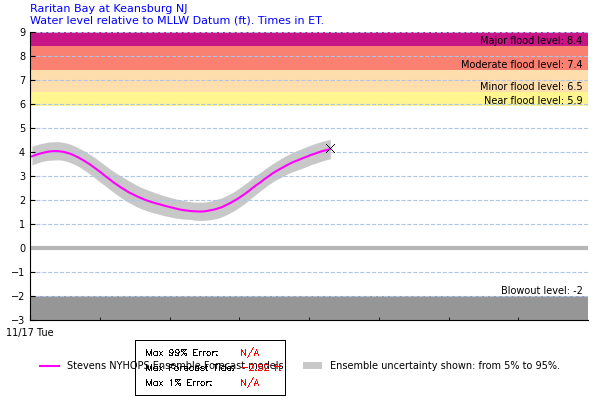 Raritan Bay at Keansburg NJ
Water level relative to MLLW Datum (ft). Times in ET.
9
Major flood level: 8.4
8
Moderate flood level: 7.4
7
Minor flood level: 6.5
Near flood level: 5.9
6
5
4
3
2
1
0
−1
Blowout level: -2
−2
−3
11/17 Tue
Max 99% Error: N/A
Stevens NYHOPS Ensemble Forecast models
Max Forecast Tide:
Ensemble uncertainty shown: from 5% to 95%.
Max 1% Error: N/A